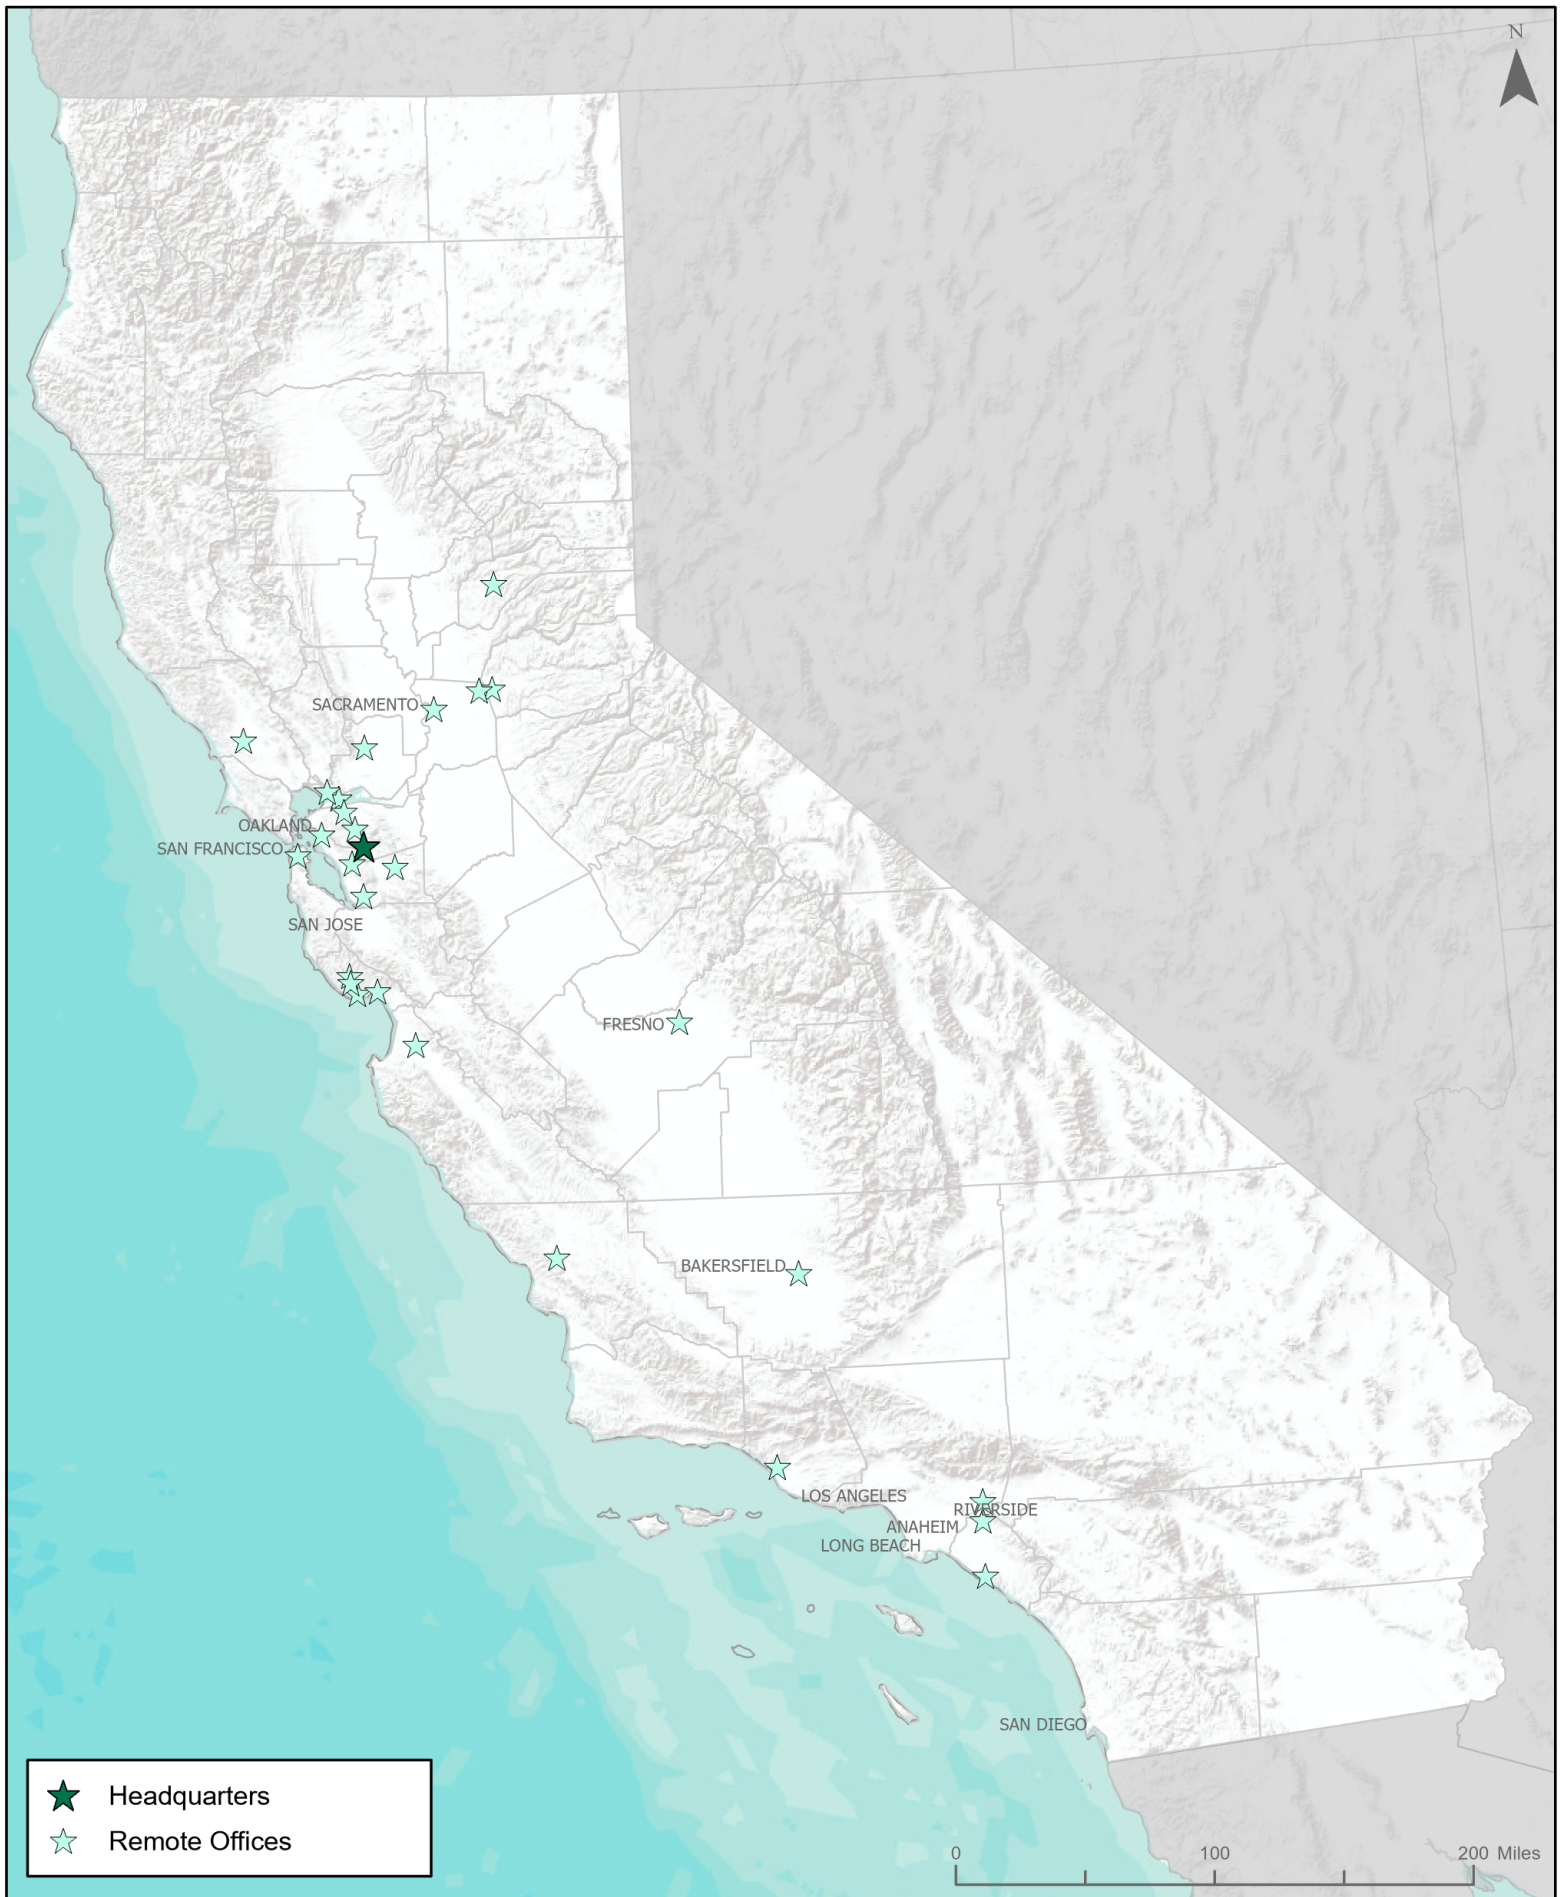 N
SACRAMENTO
OAKLAND
SAN FRANCISCO
SAN JOSE
FRESNO
BAKERSFIELD
LOS ANGELES
RIVERSIDE
ANAHEIM
LONG BEACH
SAN DIEGO
Headquarters
Remote Offices
0 100 200 Miles